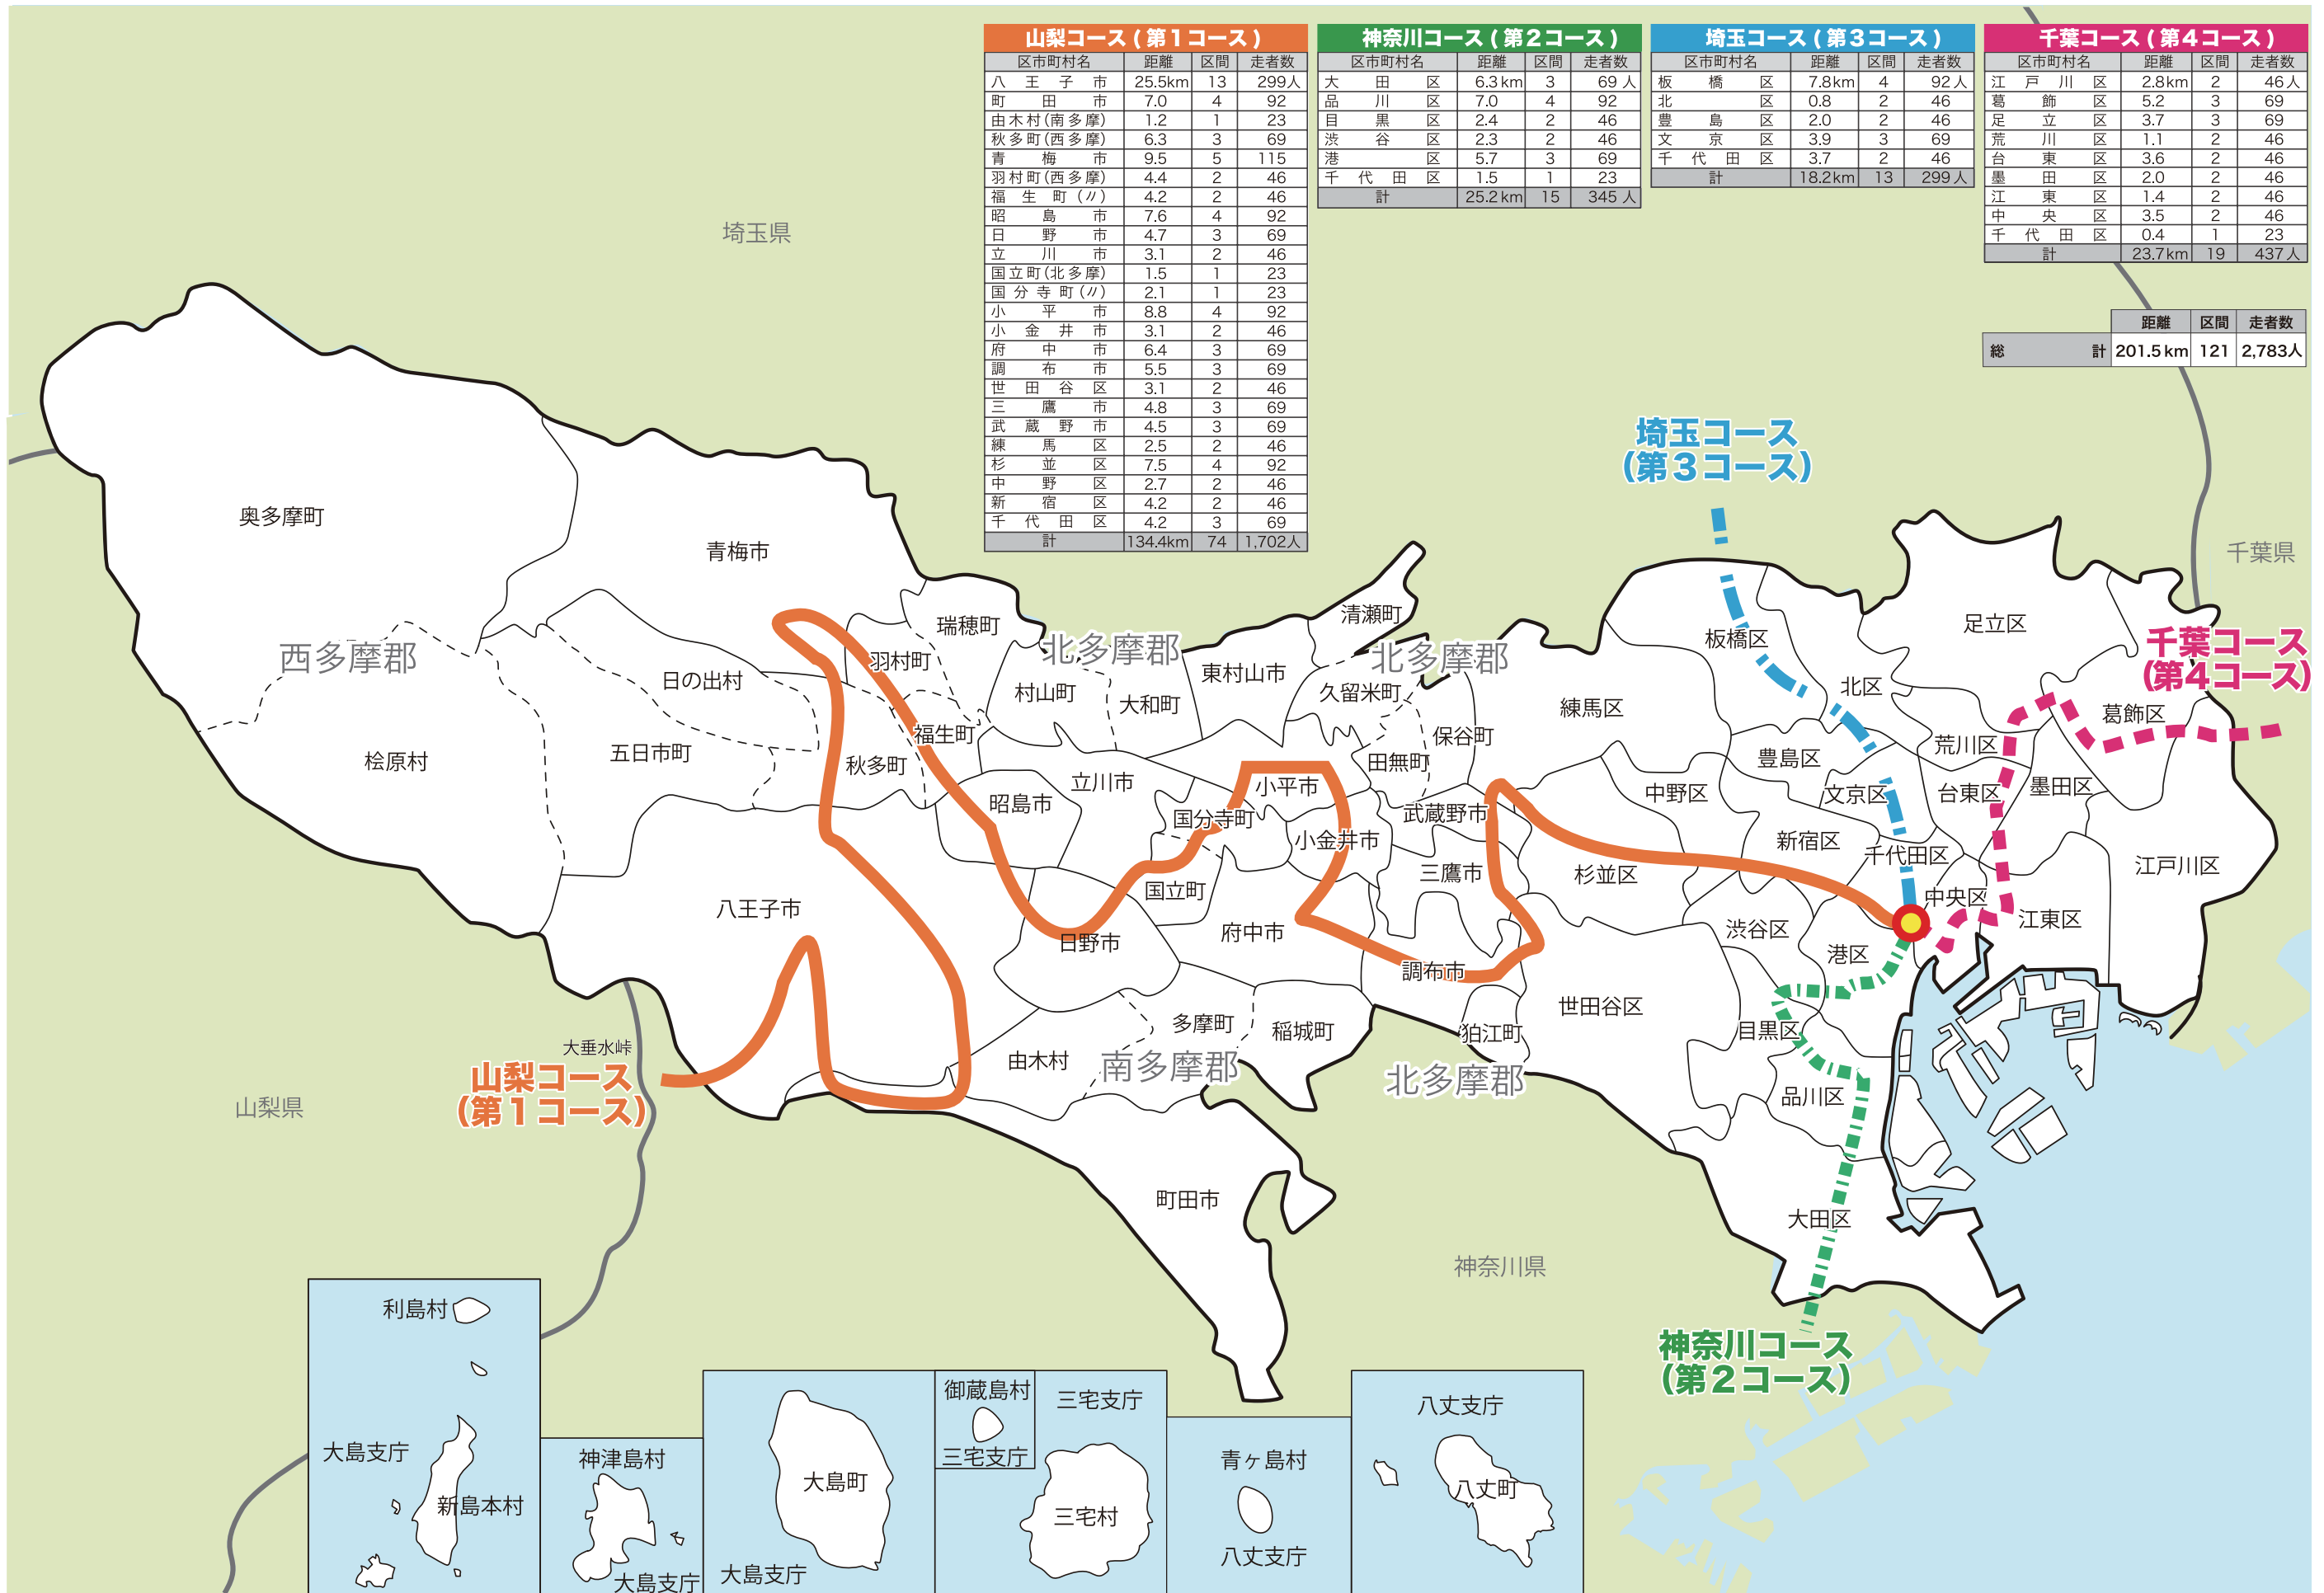 山梨コース(第1コース)
区市町村名 距離 区間 走者数
八王子市 25.5km 13 299人
町田市 7.0 4 92
由木村(南多摩) 1.2 1 23
秋多町(西多摩) 6.3 3 69
青梅市 9.5 5 115
羽村町(西多摩) 4.4 2 46
福生町(〃) 4.2 2 46
昭島市 7.6 4 92
日野市 4.7 3 69
立川市 3.1 2 46
国立町(北多摩) 1.5 1 23
国分寺町(〃) 2.1 1 23
小平市 8.8 4 92
小金井市 3.1 2 46
府中市 6.4 3 69
調布市 5.5 3 69
世田谷区 3.1 2 46
三鷹市 4.8 3 69
武蔵野市 4.5 3 69
練馬区 2.5 2 46
杉並区 7.5 4 92
中野区 2.7 2 46
新宿区 4.2 2 46
千代田区 4.2 3 69
計 134.4km 74 1,702人
神奈川コース(第2コース)
区市町村名 距離 区間 走者数
大田区 6.3km 3 69人
品川区 7.0 4 92
目黒区 2.4 2 46
渋谷区 2.3 2 46
港区 5.7 3 69
千代田区 1.5 1 23
計 25.2km 15 345人
埼玉コース(第3コース)
区市町村名 距離 区間 走者数
板橋区 7.8km 4 92人
北区 0.8 2 46
豊島区 2.0 2 46
文京区 3.9 3 69
千代田区 3.7 2 46
計 18.2km 13 299人
千葉コース(第4コース)
区市町村名 距離 区間 走者数
江戸川区 2.8km 2 46人
葛飾区 5.2 3 69
足立区 3.7 3 69
荒川区 1.1 2 46
台東区 3.6 2 46
墨田区 2.0 2 46
江東区 1.4 2 46
中央区 3.5 2 46
千代田区 0.4 1 23
計 23.7km 19 437人
距離 区間 走者数
総計 201.5km 121 2,783人
埼玉県
埼玉コース
(第3コース)
千葉県
奥多摩町
青梅市
瑞穂町
清瀬町
足立区
西多摩郡
北多摩郡
北多摩郡
板橋区
千葉コース
(第4コース)
日の出村
羽村町
村山町
大和町
東村山市
久留米町
練馬区
北区
葛飾区
桧原村
五日市町
福生町
秋多町
保谷町
田無町
荒川区
豊島区
昭島市
立川市
小平市
中野区
文京区
台東区
墨田区
国分寺町
武蔵野市
小金井市
新宿区
千代田区
江戸川区
三鷹市
杉並区
国立町
中央区
八王子市
日野市
府中市
渋谷区
江東区
港区
調布市
世田谷区
多摩町
稲城町
狛江町
目黒区
大垂水峠
由木村
南多摩郡
北多摩郡
山梨コース
(第1コース)
山梨県
品川区
町田市
大田区
神奈川県
神奈川コース
(第2コース)
利島村
大島支庁
新島本村
神津島村
大島支庁
大島町
大島支庁
御蔵島村
三宅支庁
三宅支庁
三宅村
青ヶ島村
八丈支庁
八丈支庁
八丈町